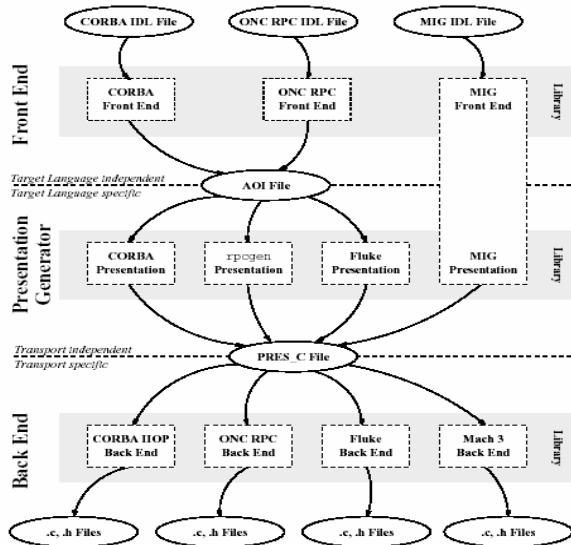 CORBA IDL File
ONC RPC IDL File
MIG IDL File
Front End
CORBA
Front End
ONC RPC
Front End
MIG
Front End
Library
Target Language independent
Target Language specific
AOI File
Presentation
Generator
CORBA
Presentation
rpcgen
Presentation
Fluke
Presentation
MIG
Presentation
Library
Transport independent
Transport specific
PRES_C File
Back End
CORBA IIOP
Back End
ONC RPC
Back End
Fluke
Back End
Mach 3
Back End
Library
.c, .h Files
.c, .h Files
.c, .h Files
.c, .h Files